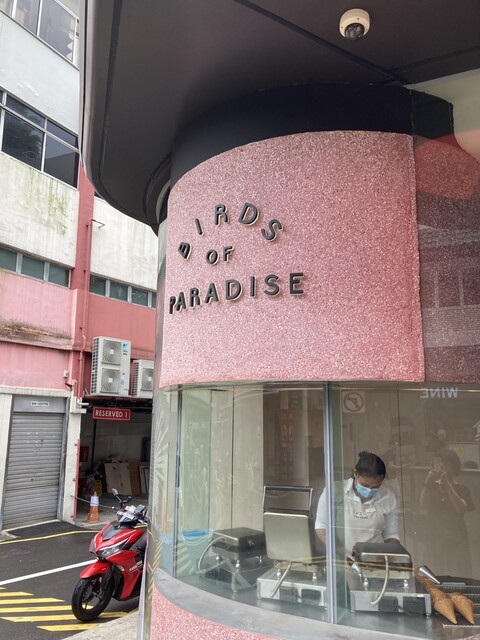 BIRDS
OF
PARADISE
WINE
RESERVED 1